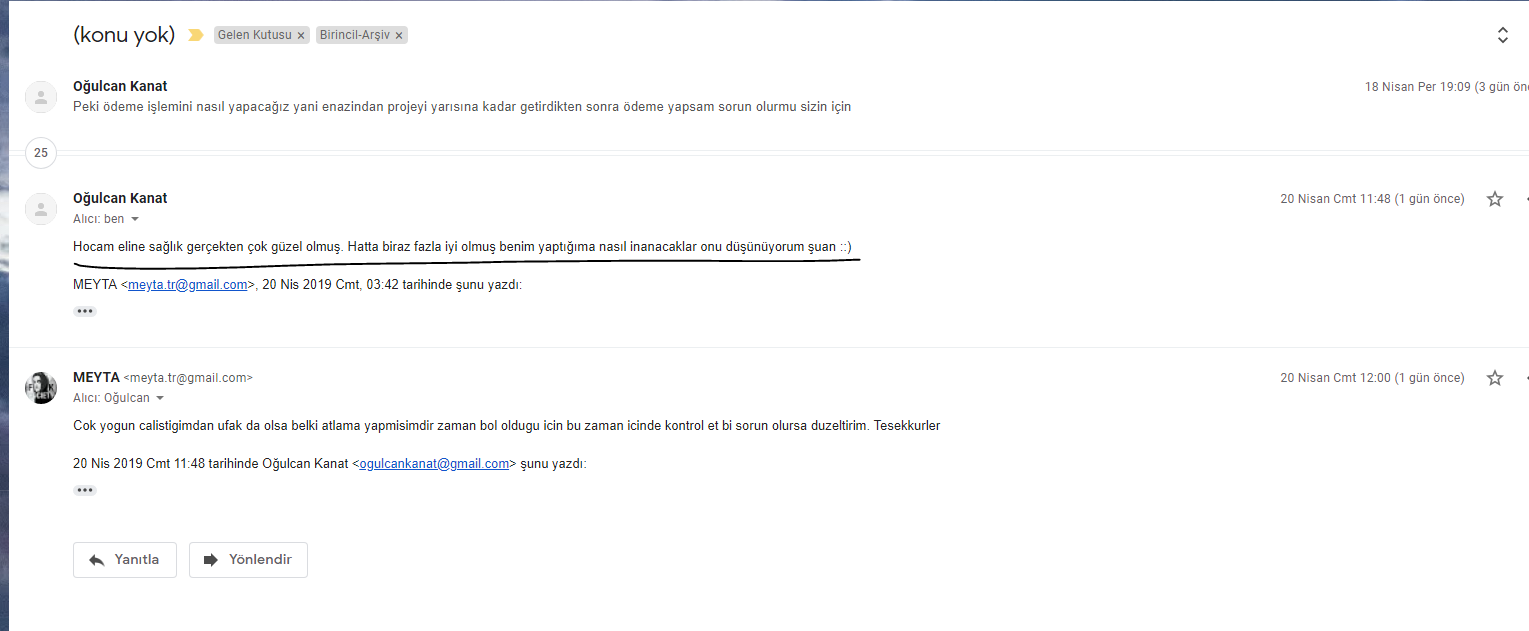 (konu yok) Gelen Kutusu × Birincil-Arşiv ×
Oğulcan Kanat 18 Nisan Per 19:09 (3 gün
Peki ödeme işlemini nasıl yapacağız yani enazindan projeyi yarısına kadar getirdikten sonra ödeme yapsam sorun olurmu sizin için
25
Oğulcan Kanat 20 Nisan Cmt 11:48 (1 gün önce)
Alıcı: ben
Hocam eline sağlık gerçekten çok güzel olmuş. Hatta biraz fazla iyi olmuş benim yaptığıma nasıl inanacaklar onu düşünüyorum şuan ::)
MEYTA <meyta.tr@gmail.com>, 20 Nis 2019 Cmt, 03:42 tarihinde şunu yazdı:
•••
MEYTA <meyta.tr@gmail.com> 20 Nisan Cmt 12:00 (1 gün önce)
Alıcı: Oğulcan
Cok yogun calistigimdan ufak da olsa belki atlama yapmisimdir zaman bol oldugu icin bu zaman icinde kontrol et bi sorun olursa duzeltirim. Tesekkurler
20 Nis 2019 Cmt 11:48 tarihinde Oğulcan Kanat <ogulcankanat@gmail.com> şunu yazdı:
•••
Yanıtla Yönlendir